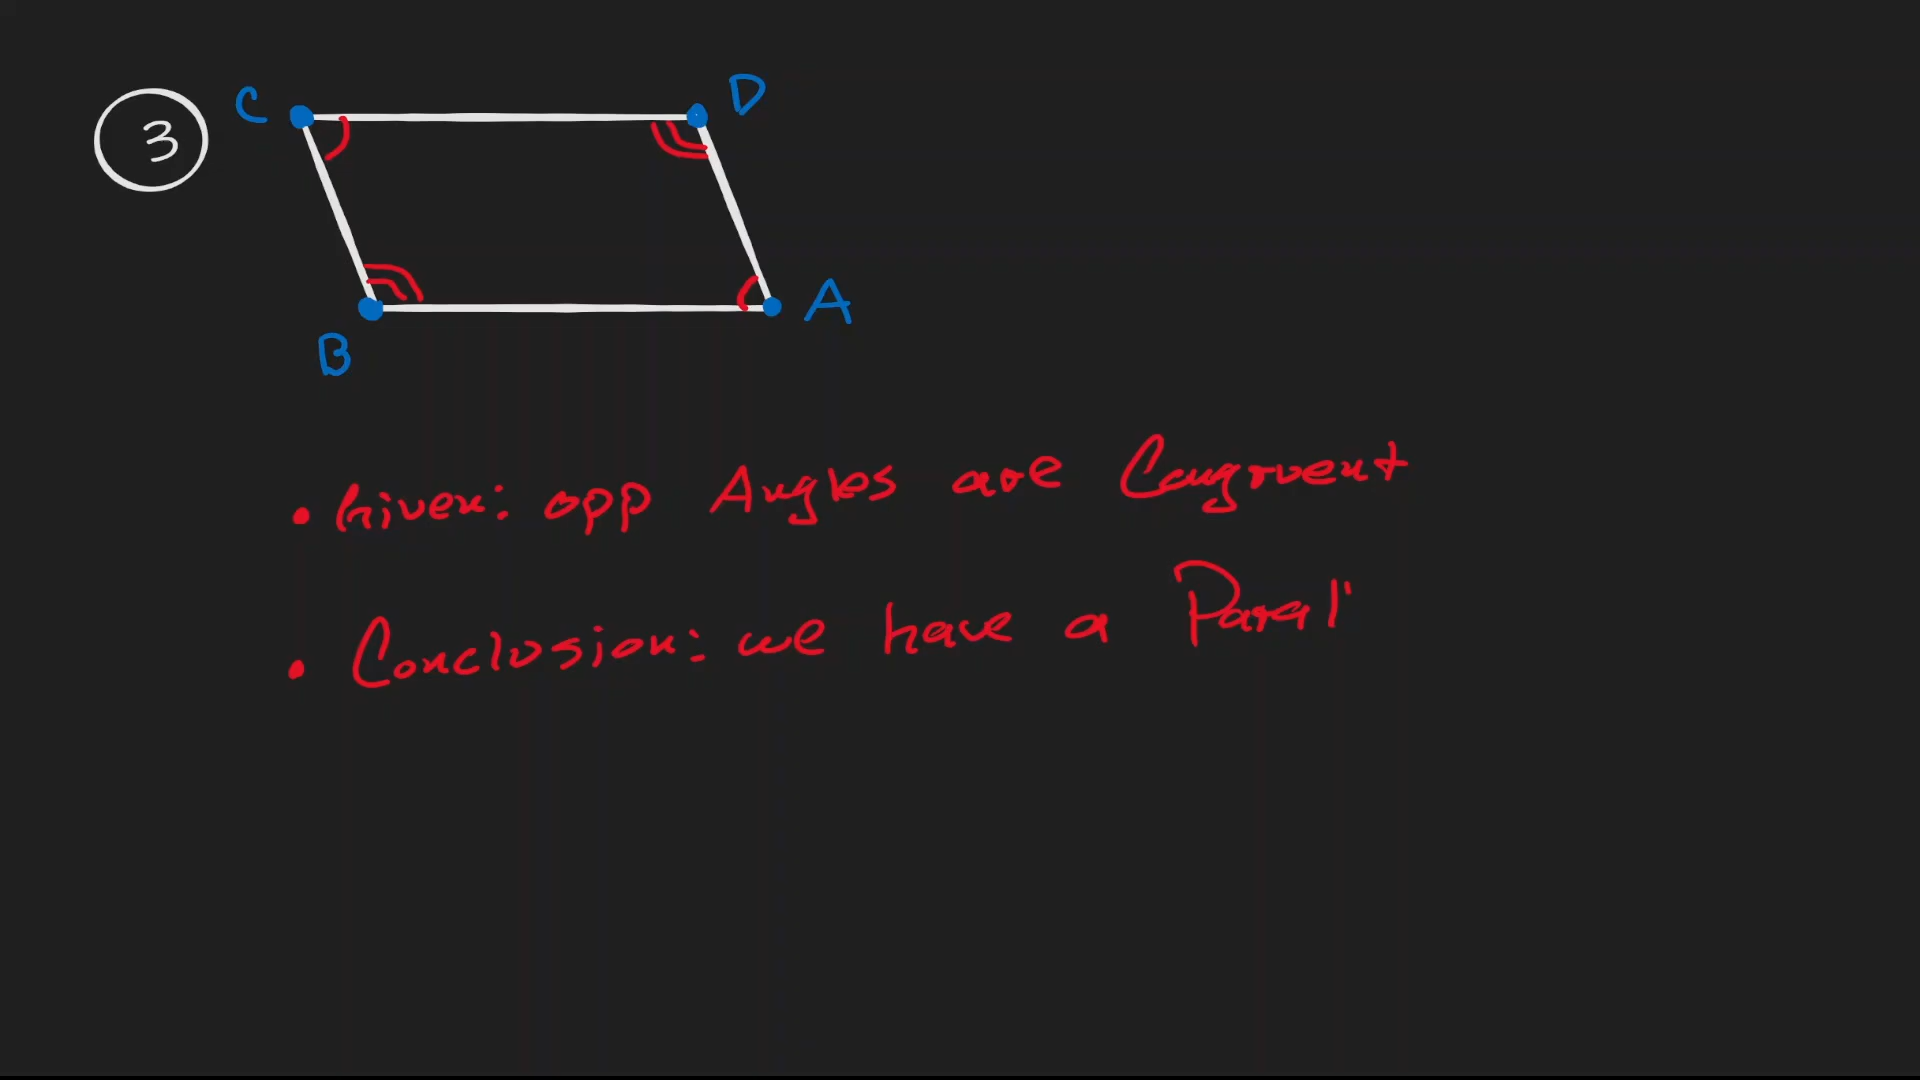 3
C
D
B
A
• Given: opp Angles are Congruent
• Conclusion: we have a Paral